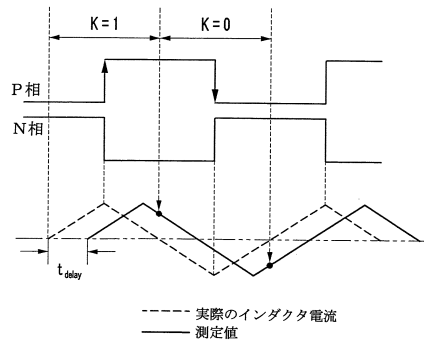 K=1
K=0
P相
N相
tdelay
実際のインダクタ電流
測定値